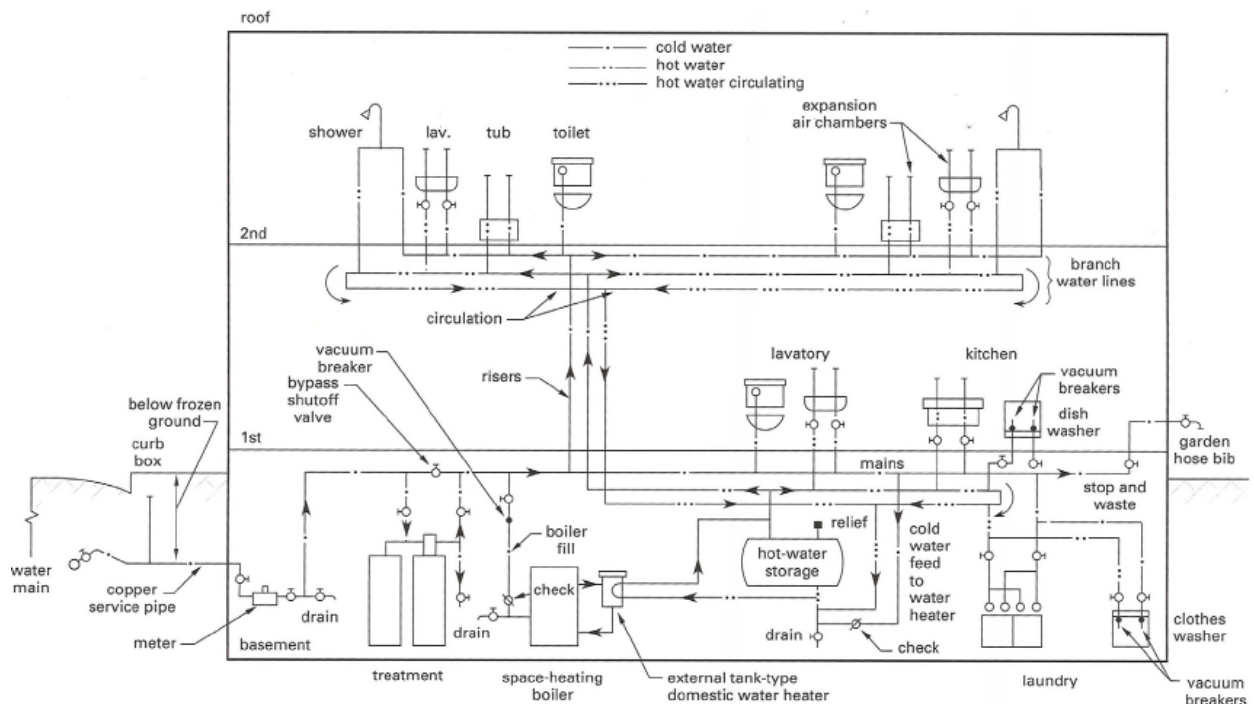 roof
cold water
hot water
hot water circulating
expansion
air chambers
shower
lav.
tub
toilet
2nd
branch
water lines
circulation
vacuum
breaker
bypass
shutoff
valve
risers
lavatory
kitchen
vacuum
breakers
dish
washer
below frozen
ground
curb
box
1st
mains
garden
hose bib
stop and
waste
boiler
fill
relief
hot-water
storage
cold
water
feed
to
water
heater
water
main
copper
service pipe
check
drain
drain
drain
meter
basement
check
clothes
washer
treatment
space-heating
boiler
external tank-type
domestic water heater
laundry
vacuum
breakers